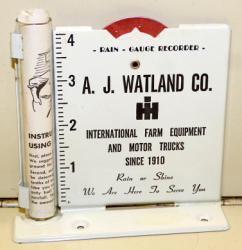 - RAIN - GAUGE RECORDER -
4
3
2
1
A. J. WATLAND CO.
IH
INTERNATIONAL FARM EQUIPMENT
AND MOTOR TRUCKS
SINCE 1910
Rain or Shine
We Are Here To Serve You
INSTRU
USING